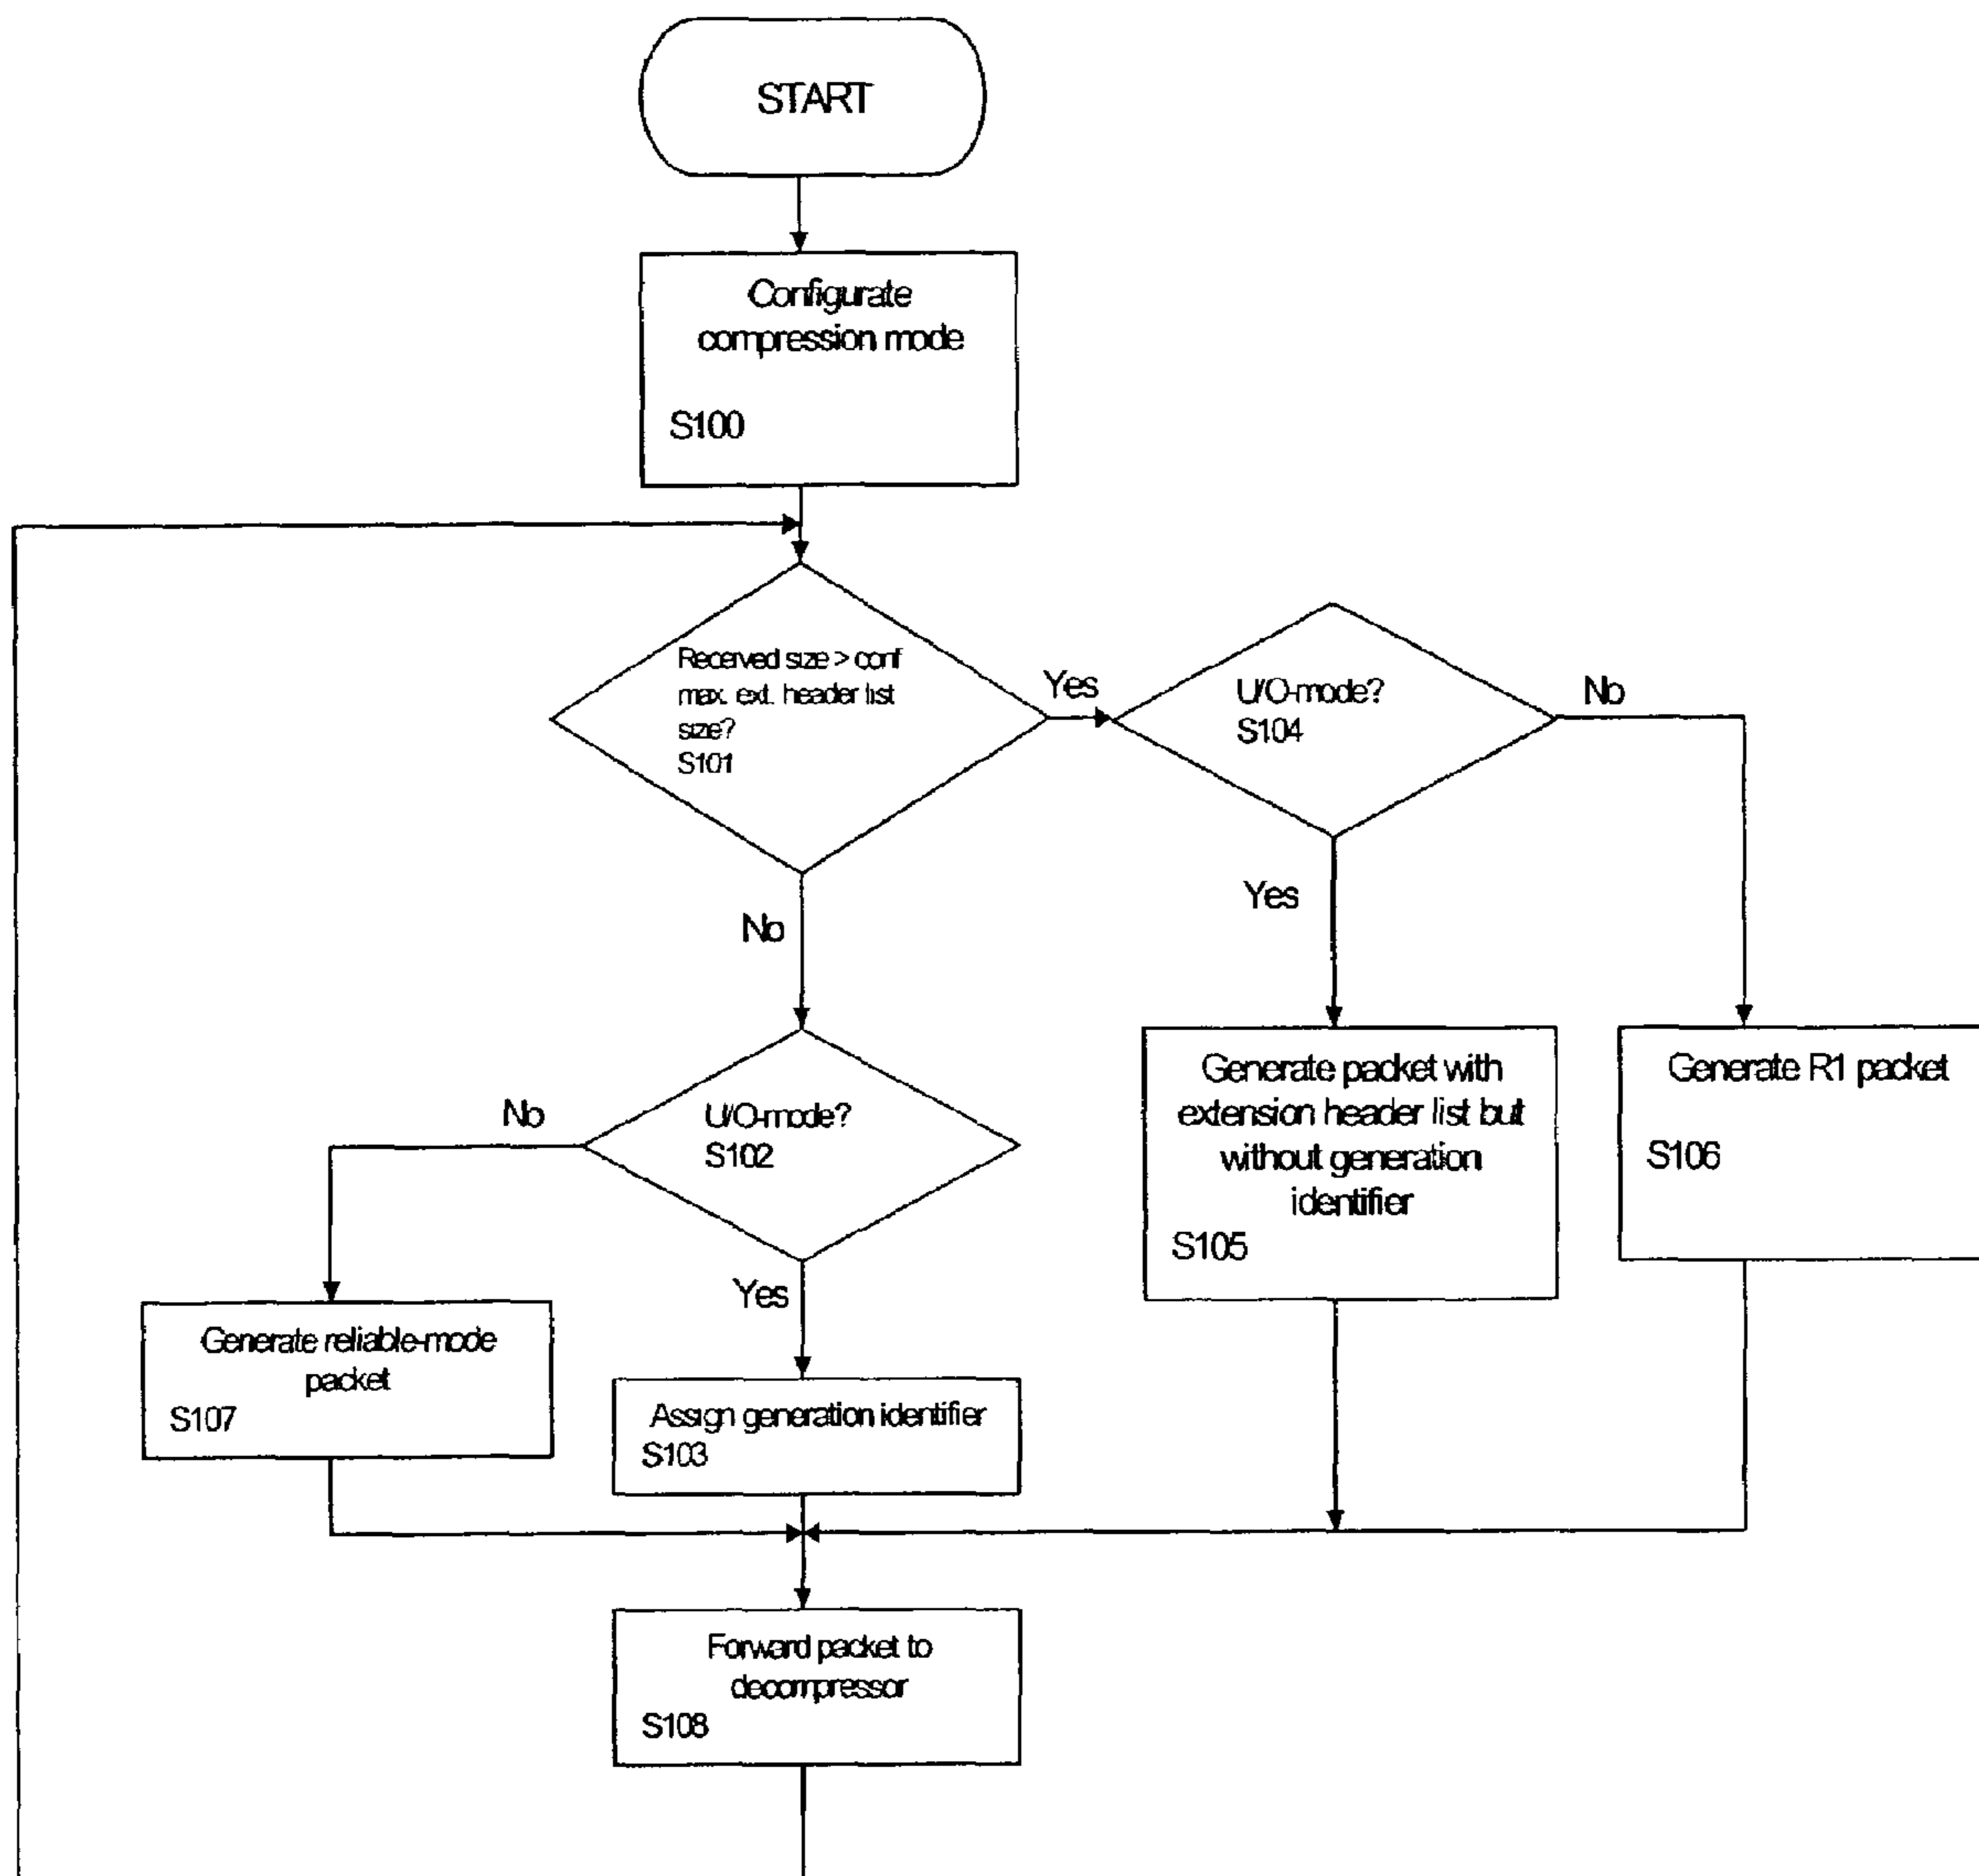 START
Configurate
compression mode
S100
Received size > conf
max. ext. header list
size?
S101
Yes
U/O-mode?
S104
No
Yes
No
Generate packet with
extension header list but
without generation
identifier
S105
Generate R1 packet
S106
U/O-mode?
S102
No
Yes
Generate reliable-mode
packet
S107
Assign generation identifier
S103
Forward packet to
decompressor
S108